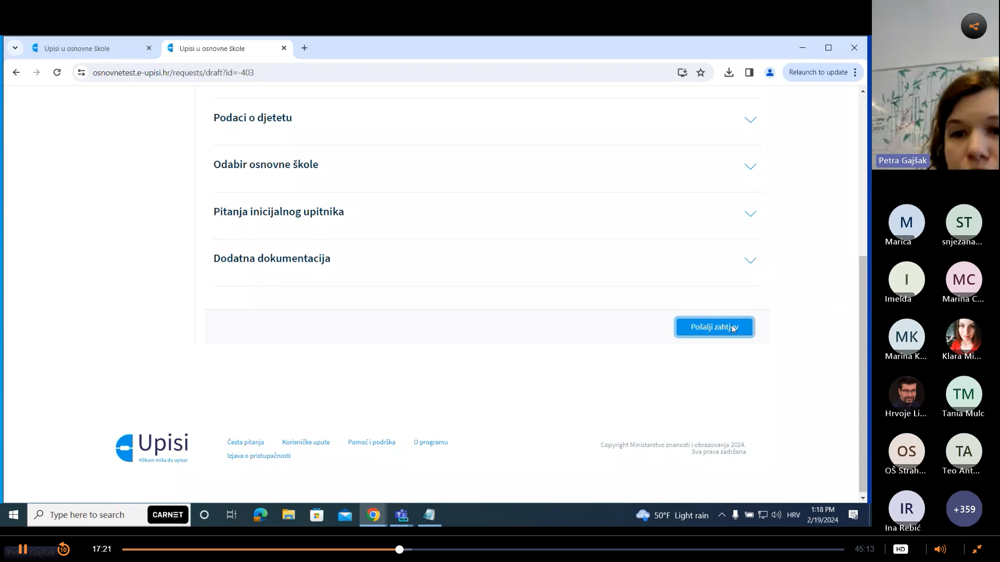 Upisi u osnovne škole
Upisi u osnovne škole
osnovnetest.e-upisi.hr/requests/draft?id=-403
Relaunch to update
Podaci o djetetu
Odabir osnovne škole
Pitanja inicijalnog upitnika
Dodatna dokumentacija
Pošalji zahtjev
Upisi
Klikom miša do upisa!
Česta pitanja
Korisničke upute
Pomoć i podrška
O programu
Izjava o pristupačnosti
Copyright Ministarstvo znanosti i obrazovanja 2024.
Sva prava zadržana
Type here to search
CARNET
NEW
50°F Light rain
HRV
1:18 PM
2/19/2024
Petra Gajšak
M
Marica
ST
snjezana...
I
Imelda
MC
Marina C...
MK
Marina K...
Klara Mi...
Hrvoje Li...
TM
Tania Mulc
OS
OŠ Strah...
TA
Teo Ant...
IR
Ina Rebić
+359
Petra Gajšak
10
17:21
45:13
HD